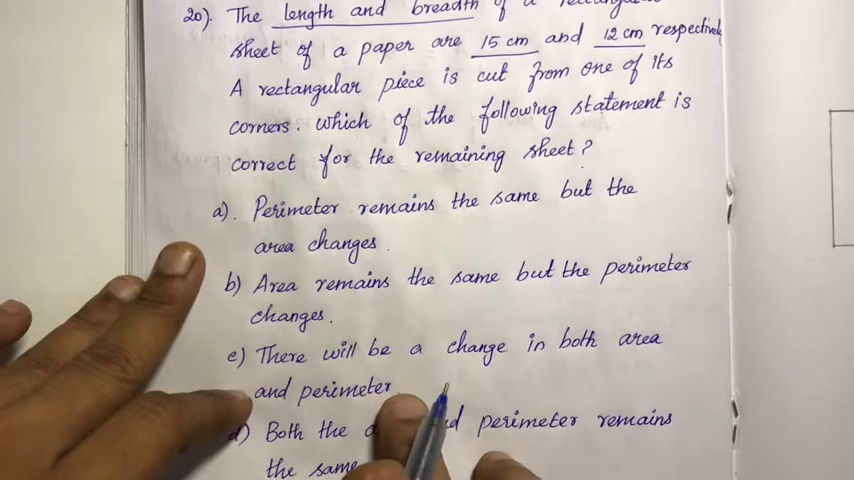 20). The length and breadth of a rectangular
sheet of a paper are 15 cm and 12 cm respectively
A rectangular piece is cut from one of its
corners. which of the following statement is
correct for the remaining sheet?
a). Perimeter remains the same but the
area changes.
b) Area remains the same but the perimeter
changes.
c) There will be a change in both area
and perimeter
d) Both the perimeter remains
the same